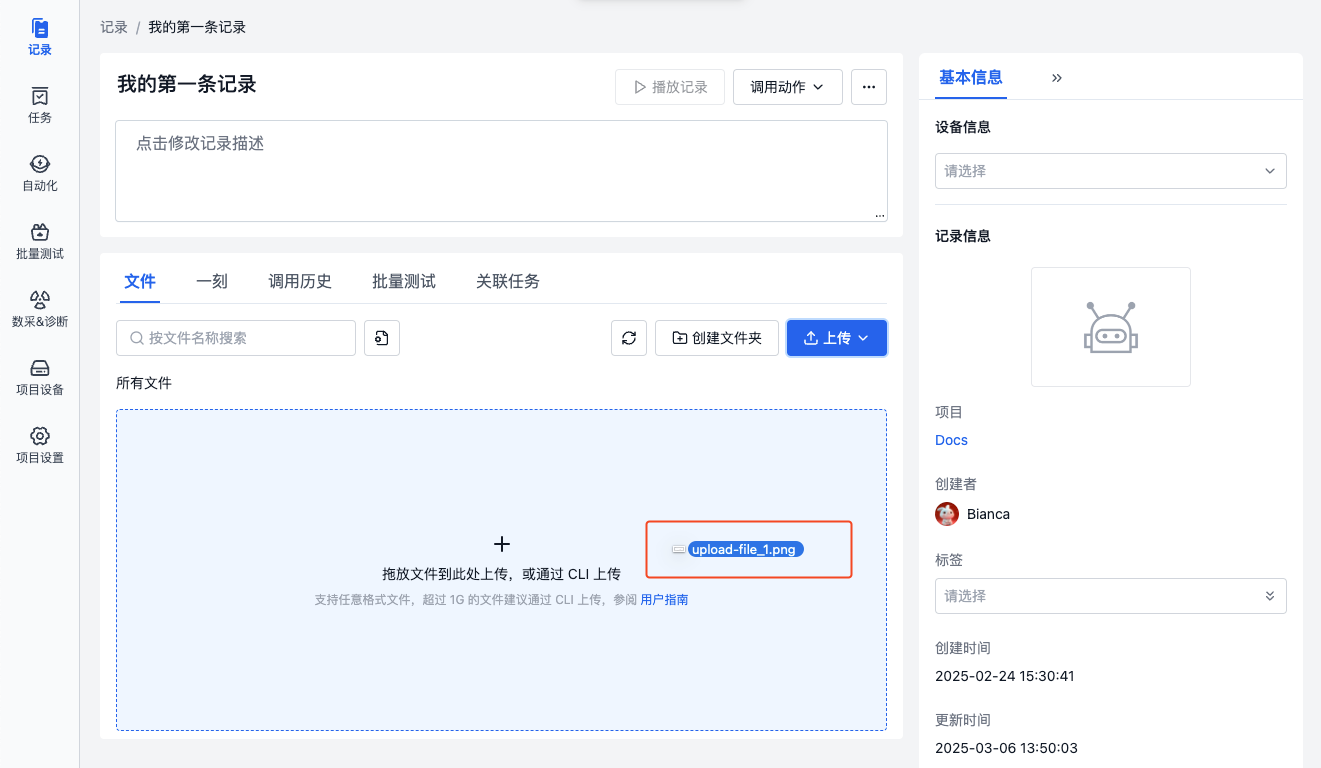 记录
任务
自动化
批量测试
数采&诊断
项目设备
项目设置
记录 / 我的第一条记录
我的第一条记录
播放记录
调用动作
点击修改记录描述
文件 一刻 调用历史 批量测试 关联任务
按文件名称搜索
创建文件夹
上传
所有文件
upload-file_1.png
拖放文件到此处上传，或通过 CLI 上传
支持任意格式文件，超过 1G 的文件建议通过 CLI 上传，参阅 用户指南
基本信息
设备信息
请选择
记录信息
项目
Docs
创建者
Bianca
标签
请选择
创建时间
2025-02-24 15:30:41
更新时间
2025-03-06 13:50:03